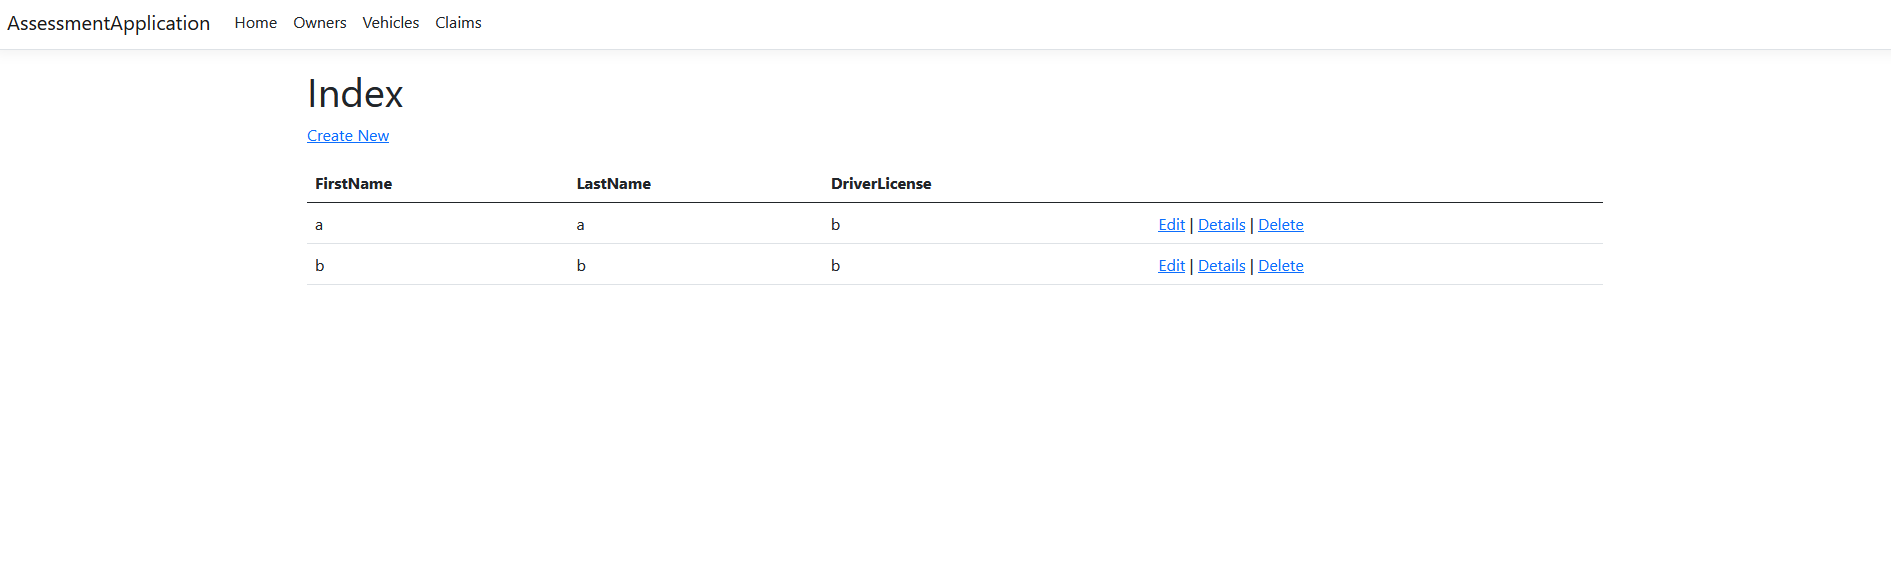 AssessmentApplication Home Owners Vehicles Claims
Index
Create New
FirstName LastName DriverLicense
a a b Edit | Details | Delete
b b b Edit | Details | Delete